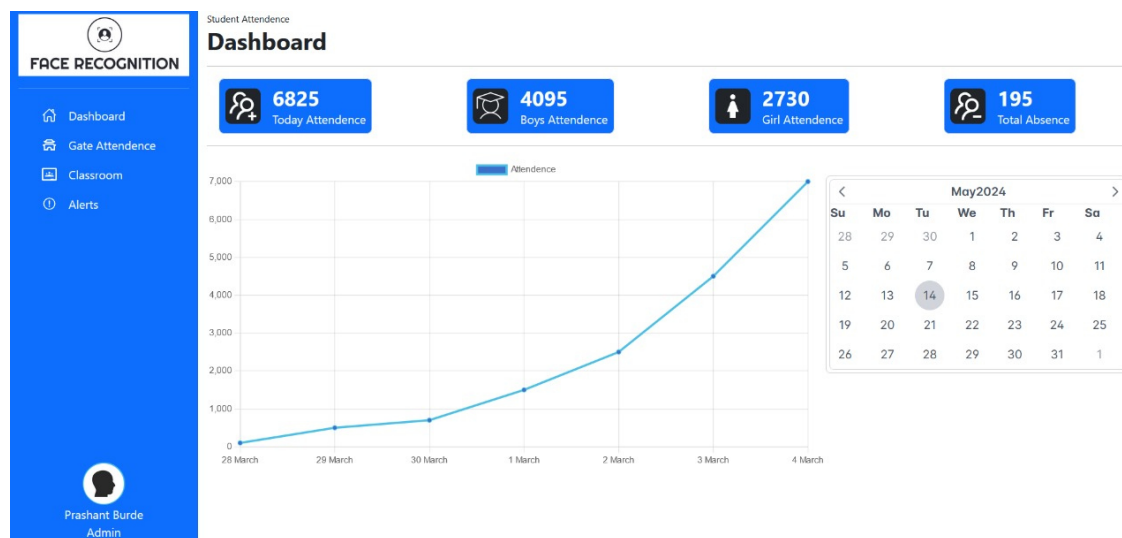 FACE RECOGNITION
Dashboard
Gate Attendence
Classroom
Alerts
Prashant Burde
Admin
Student Attendence
Dashboard
6825
Today Attendence
4095
Boys Attendence
2730
Girl Attendence
195
Total Absence
Attendence
7,000
6,000
5,000
4,000
3,000
2,000
1,000
0
28 March 29 March 30 March 1 March 2 March 3 March 4 March
< May2024 >
Su Mo Tu We Th Fr Sa
28 29 30 1 2 3 4
5 6 7 8 9 10 11
12 13 14 15 16 17 18
19 20 21 22 23 24 25
26 27 28 29 30 31 1